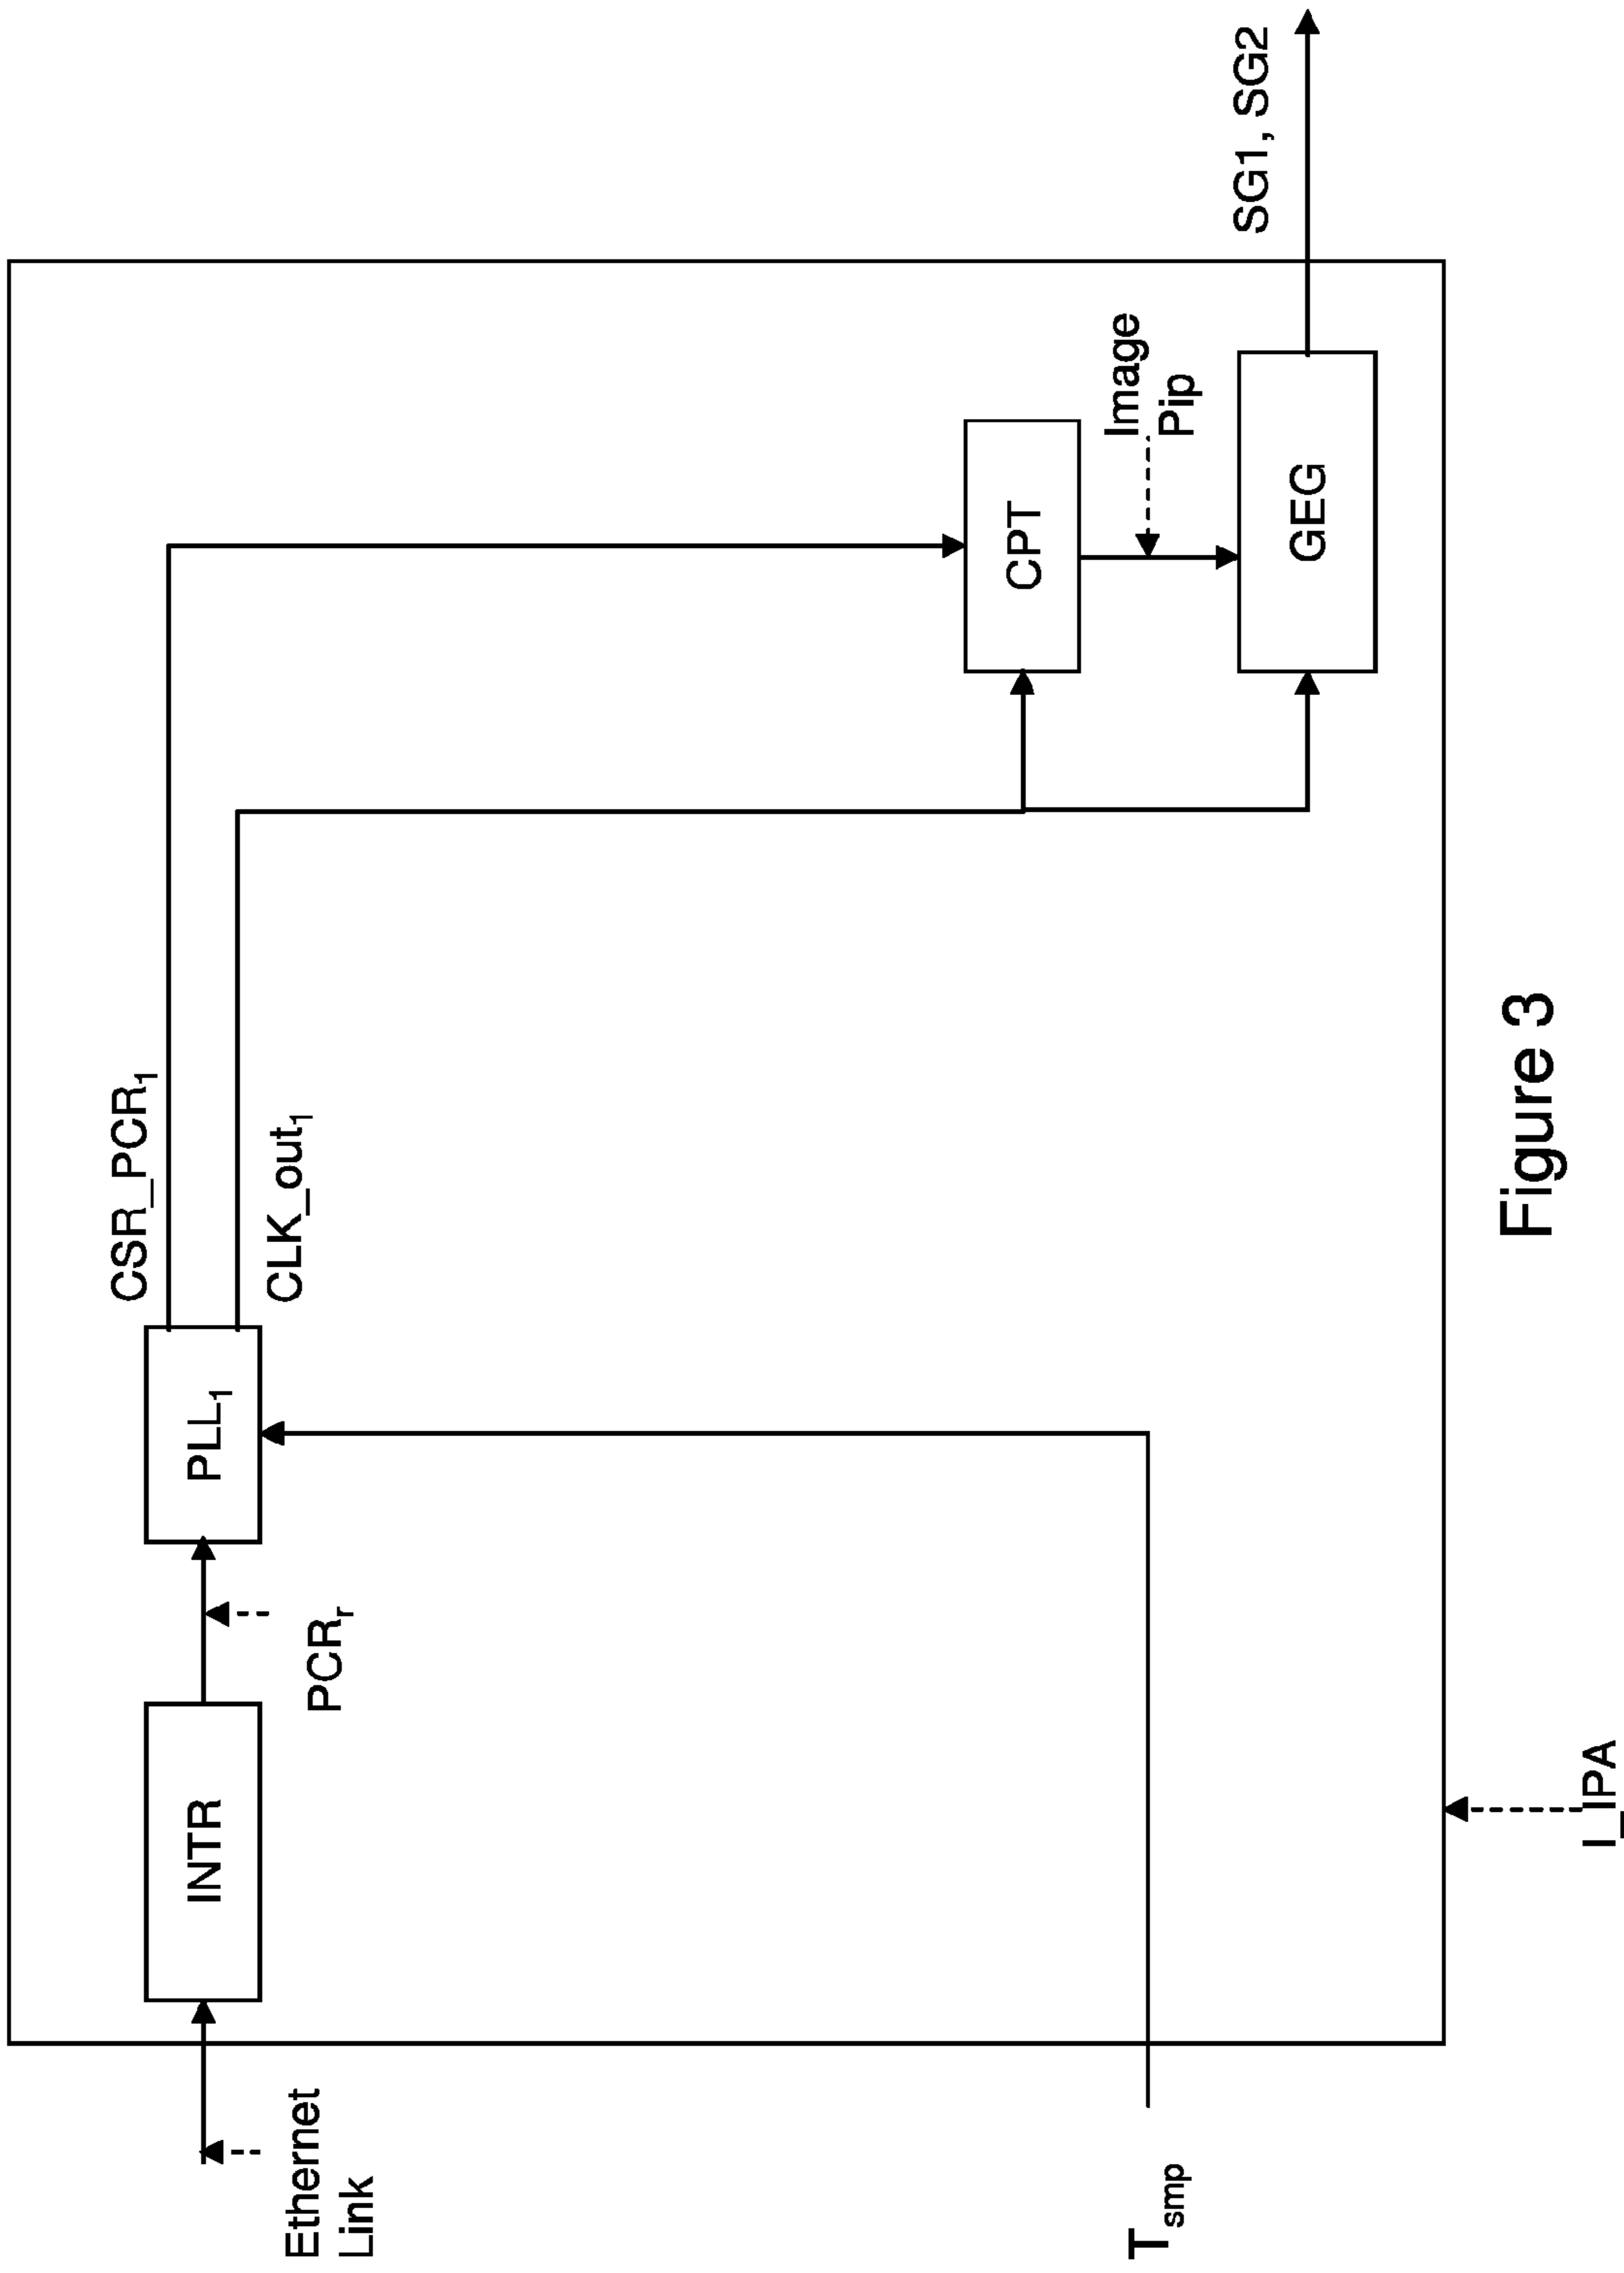 CSR_PCR₁
SG1, SG2
CLK_out₁
INTR
PLL₁
PCRᵣ
Ethernet
Link
CPT
Image
Pip
GEG
Tsmp
I_IPA
Figure 3